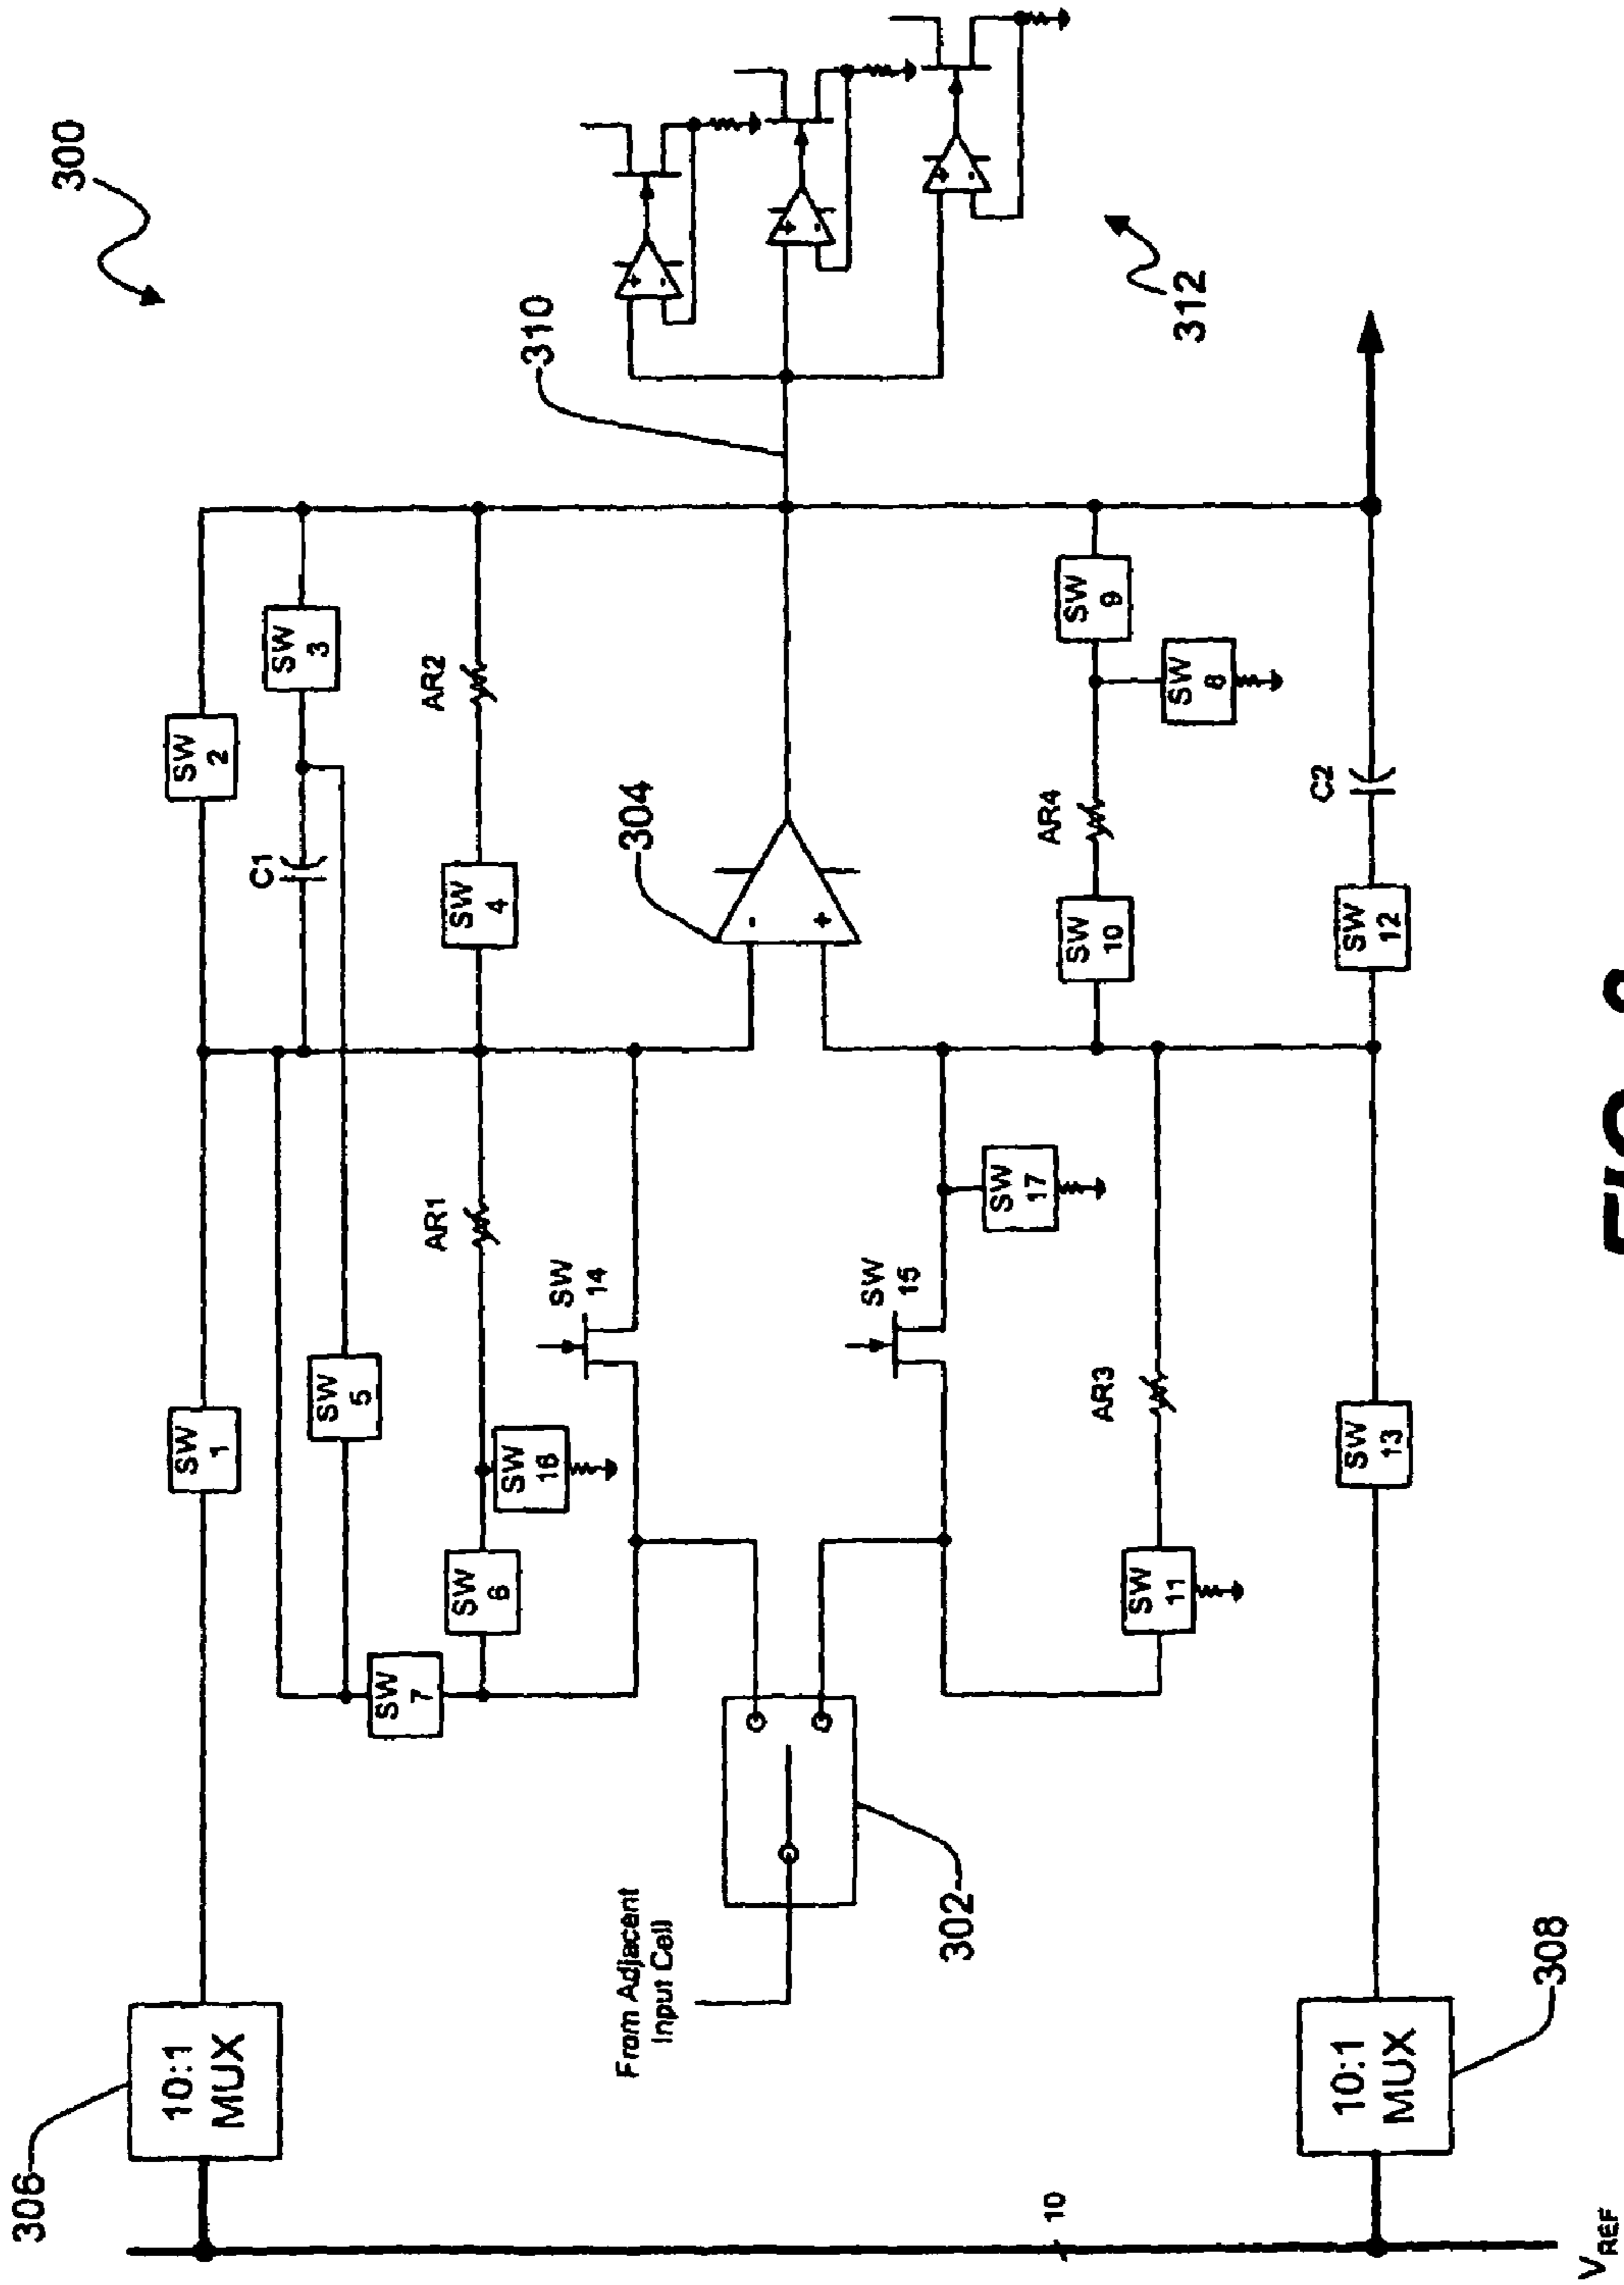 306
300
10:1
MUX
SW
1
SW
2
C1
SW
3
SW
5
SW
7
AR1
AR2
SW
6
SW
16
SW
4
SW
14
From Adjacent
Input Cell
304
-
+
310
+
-
+
-
+
-
302
SW
15
SW
17
10
AR3
SW
11
SW
10
AR4
SW
9
SW
8
312
10:1
MUX
SW
13
SW
12
C2
308
VREF
FIG.